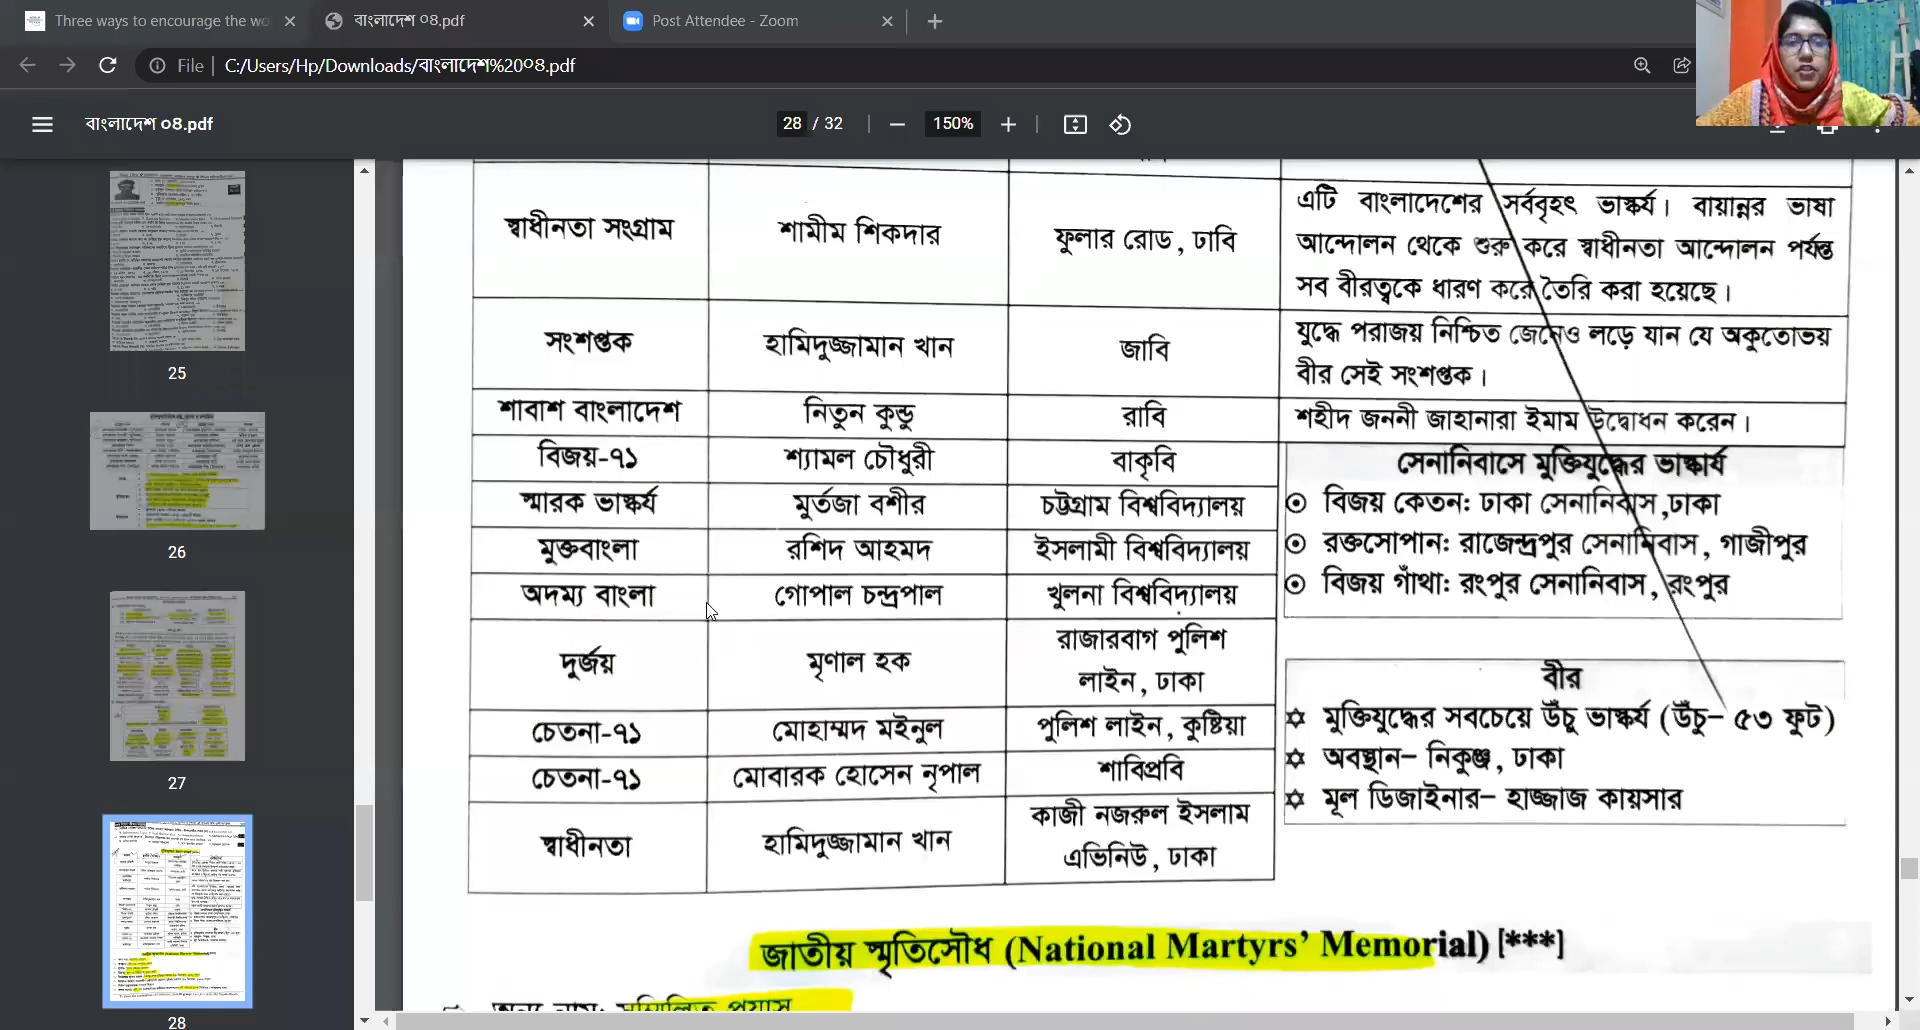 Three ways to encourage the wo
বাংলাদেশ ০৪.pdf
Post Attendee - Zoom
File
C:/Users/Hp/Downloads/বাংলাদেশ%20০৪.pdf
বাংলাদেশ ০৪.pdf
28 / 32
150%
25
26
27
28
স্বাধীনতা সংগ্রাম
শামীম শিকদার
ফুলার রোড, ঢাবি
এটি বাংলাদেশের সর্ববৃহৎ ভাস্কর্য। বায়ান্নর ভাষা
আন্দোলন থেকে শুরু করে স্বাধীনতা আন্দোলন পর্যন্ত
সব বীরত্বকে ধারণ করে তৈরি করা হয়েছে।
সংশপ্তক
হামিদুজ্জামান খান
জাবি
যুদ্ধে পরাজয় নিশ্চিত জেনেও লড়ে যান যে অকুতোভয়
বীর সেই সংশপ্তক।
শাবাশ বাংলাদেশ
নিতুন কুন্ডু
রাবি
শহীদ জননী জাহানারা ইমাম উদ্বোধন করেন।
বিজয়-৭১
শ্যামল চৌধুরী
বাকৃবি
স্মারক ভাস্কর্য
মুর্তজা বশীর
চট্টগ্রাম বিশ্ববিদ্যালয়
মুক্তবাংলা
রশিদ আহমদ
ইসলামী বিশ্ববিদ্যালয়
অদম্য বাংলা
গোপাল চন্দ্রপাল
খুলনা বিশ্ববিদ্যালয়
দুর্জয়
মৃণাল হক
রাজারবাগ পুলিশ
লাইন, ঢাকা
চেতনা-৭১
মোহাম্মদ মইনুল
পুলিশ লাইন, কুষ্টিয়া
চেতনা-৭১
মোবারক হোসেন নৃপাল
শাবিপ্রবি
স্বাধীনতা
হামিদুজ্জামান খান
কাজী নজরুল ইসলাম
এভিনিউ, ঢাকা
সেনানিবাসে মুক্তিযুদ্ধের ভাস্কার্য
⊙ বিজয় কেতন: ঢাকা সেনানিবাস,ঢাকা
⊙ রক্তসোপান: রাজেন্দ্রপুর সেনানিবাস, গাজীপুর
⊙ বিজয় গাঁথা: রংপুর সেনানিবাস, রংপুর
বীর
✡ মুক্তিযুদ্ধের সবচেয়ে উঁচু ভাস্কর্য (উঁচু– ৫৩ ফুট)
✡ অবস্থান– নিকুঞ্জ, ঢাকা
✡ মূল ডিজাইনার– হাজ্জাজ কায়সার
জাতীয় স্মৃতিসৌধ (National Martyrs' Memorial) [***]
অন্য নাম: সম্মিলিত প্রয়াস